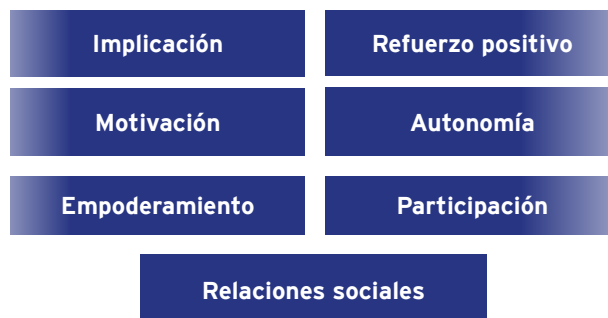 Implicación
Refuerzo positivo
Motivación
Autonomía
Empoderamiento
Participación
Relaciones sociales